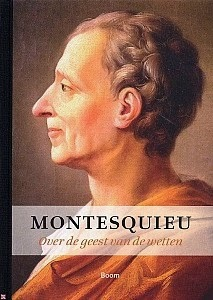 MONTESQUIEU
Over de geest van de wetten
Boom